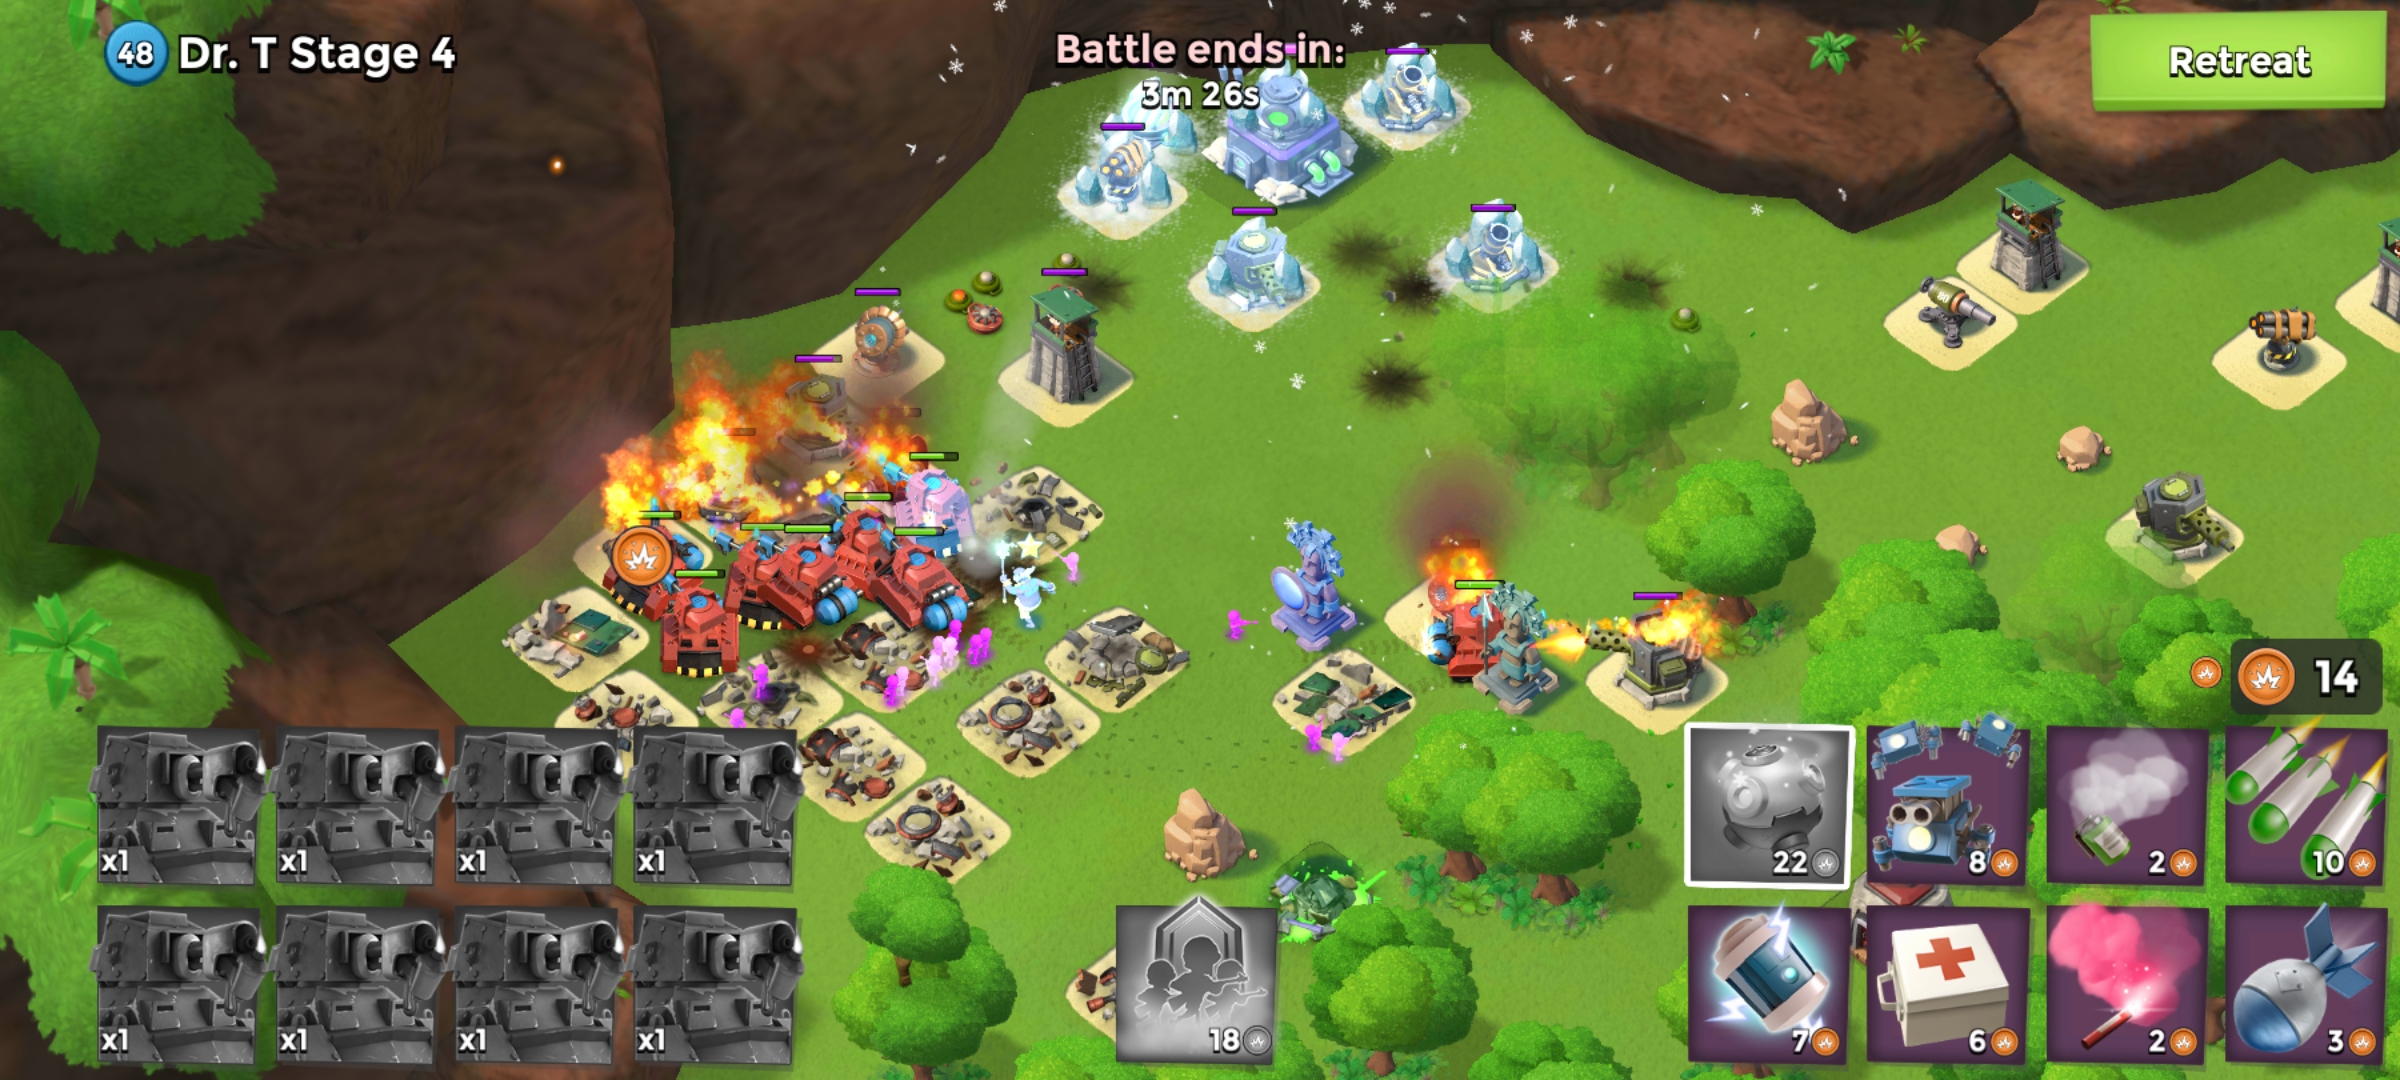 48 Dr. T Stage 4
Battle ends in:
3m 26s
Retreat
14
x1 x1 x1 x1
22 8 2 10
x1 x1 x1 x1
18
7 6 2 3